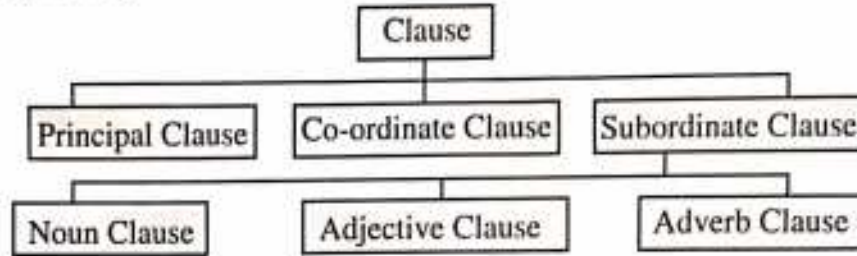 Clause
Principal Clause
Co-ordinate Clause
Subordinate Clause
Noun Clause
Adjective Clause
Adverb Clause